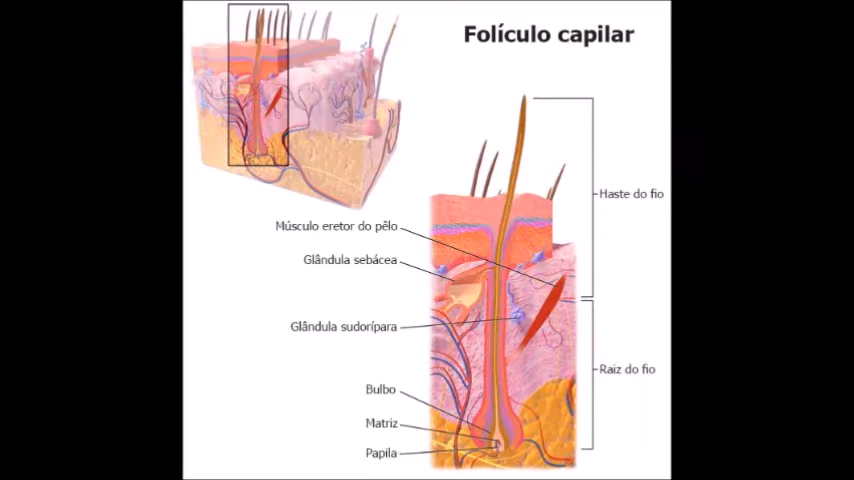 Folículo capilar
Haste do fio
Músculo eretor do pêlo
Glândula sebácea
Glândula sudorípara
Raiz do fio
Bulbo
Matriz
Papila